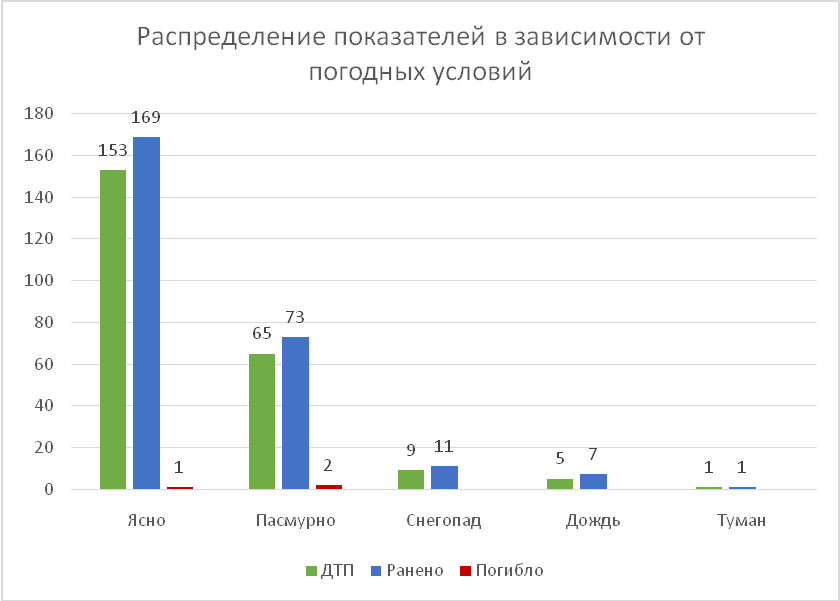 Распределение показателей в зависимости от
погодных условий
180
160
140
120
100
80
60
40
20
0
153
169
1
65
73
2
9
11
5
7
1
1
Ясно
Пасмурно
Снегопад
Дождь
Туман
ДТП
Ранено
Погибло